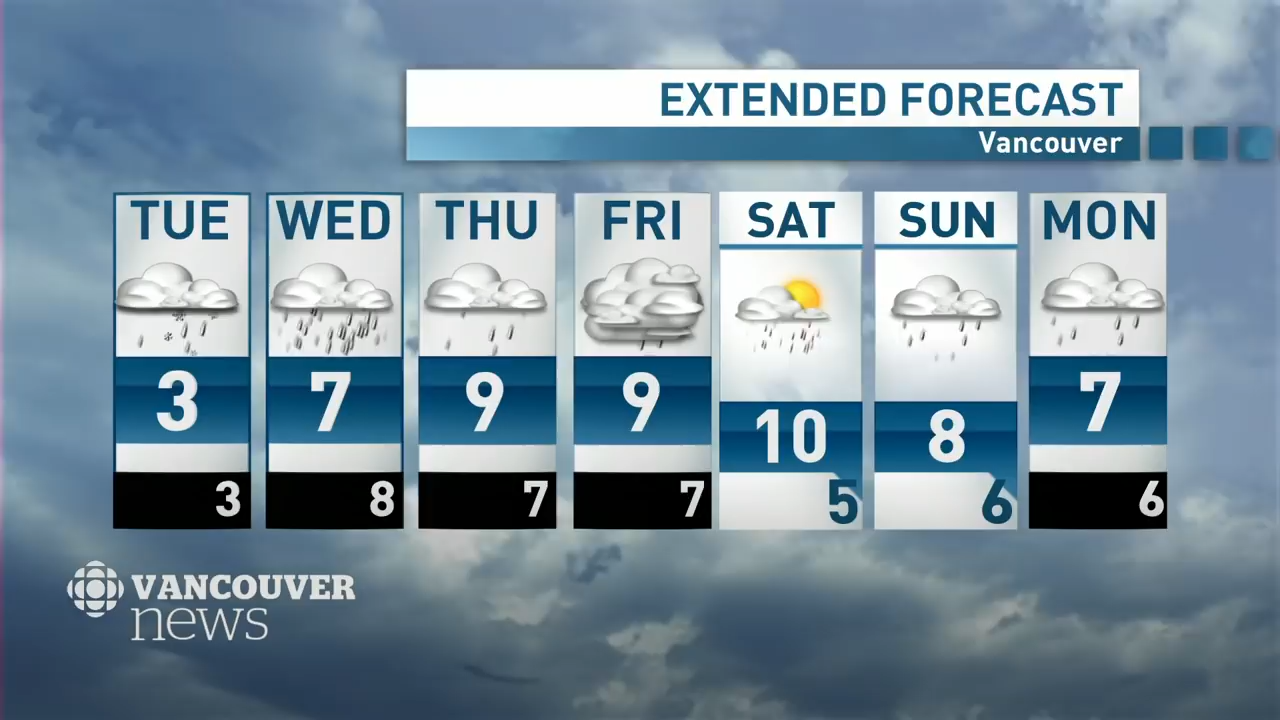 EXTENDED FORECAST
Vancouver
TUE WED THU FRI SAT SUN MON
3 7 9 9 10 8 7
3 8 7 7 5 6 6
VANCOUVER
news